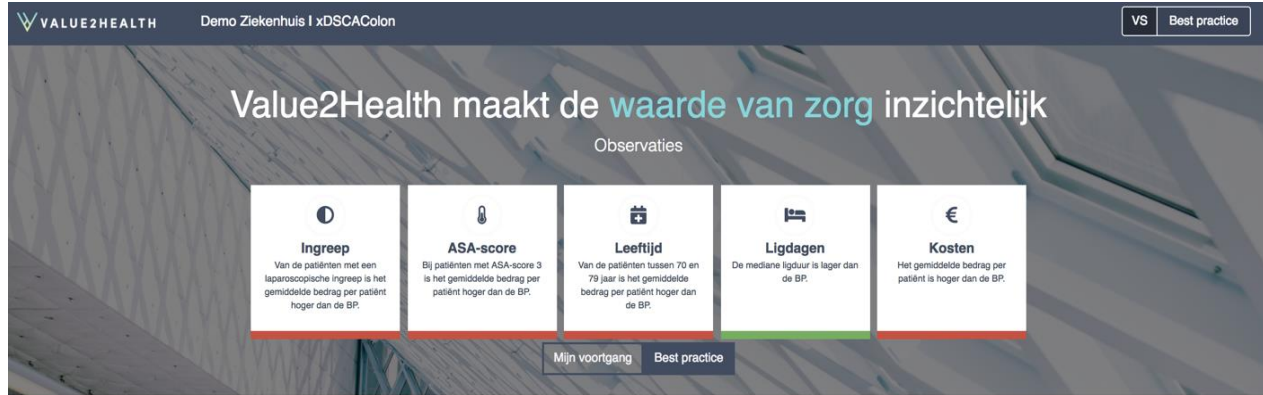 VALUE2HEALTH
Demo Ziekenhuis I xDSCAColon
VS Best practice
Value2Health maakt de waarde van zorg inzichtelijk
Observaties
Ingreep
Van de patiënten met een
laparoscopische ingreep is het
gemiddelde bedrag per patiënt
hoger dan de BP.
ASA-score
Bij patiënten met ASA-score 3
is het gemiddelde bedrag per
patiënt hoger dan de BP.
Leeftijd
Van de patiënten tussen 70 en
79 jaar is het gemiddelde
bedrag per patiënt hoger dan
de BP.
Ligdagen
De mediane ligduur is lager dan
de BP.
€
Kosten
Het gemiddelde bedrag per
patiënt is hoger dan de BP.
Mijn voortgang Best practice